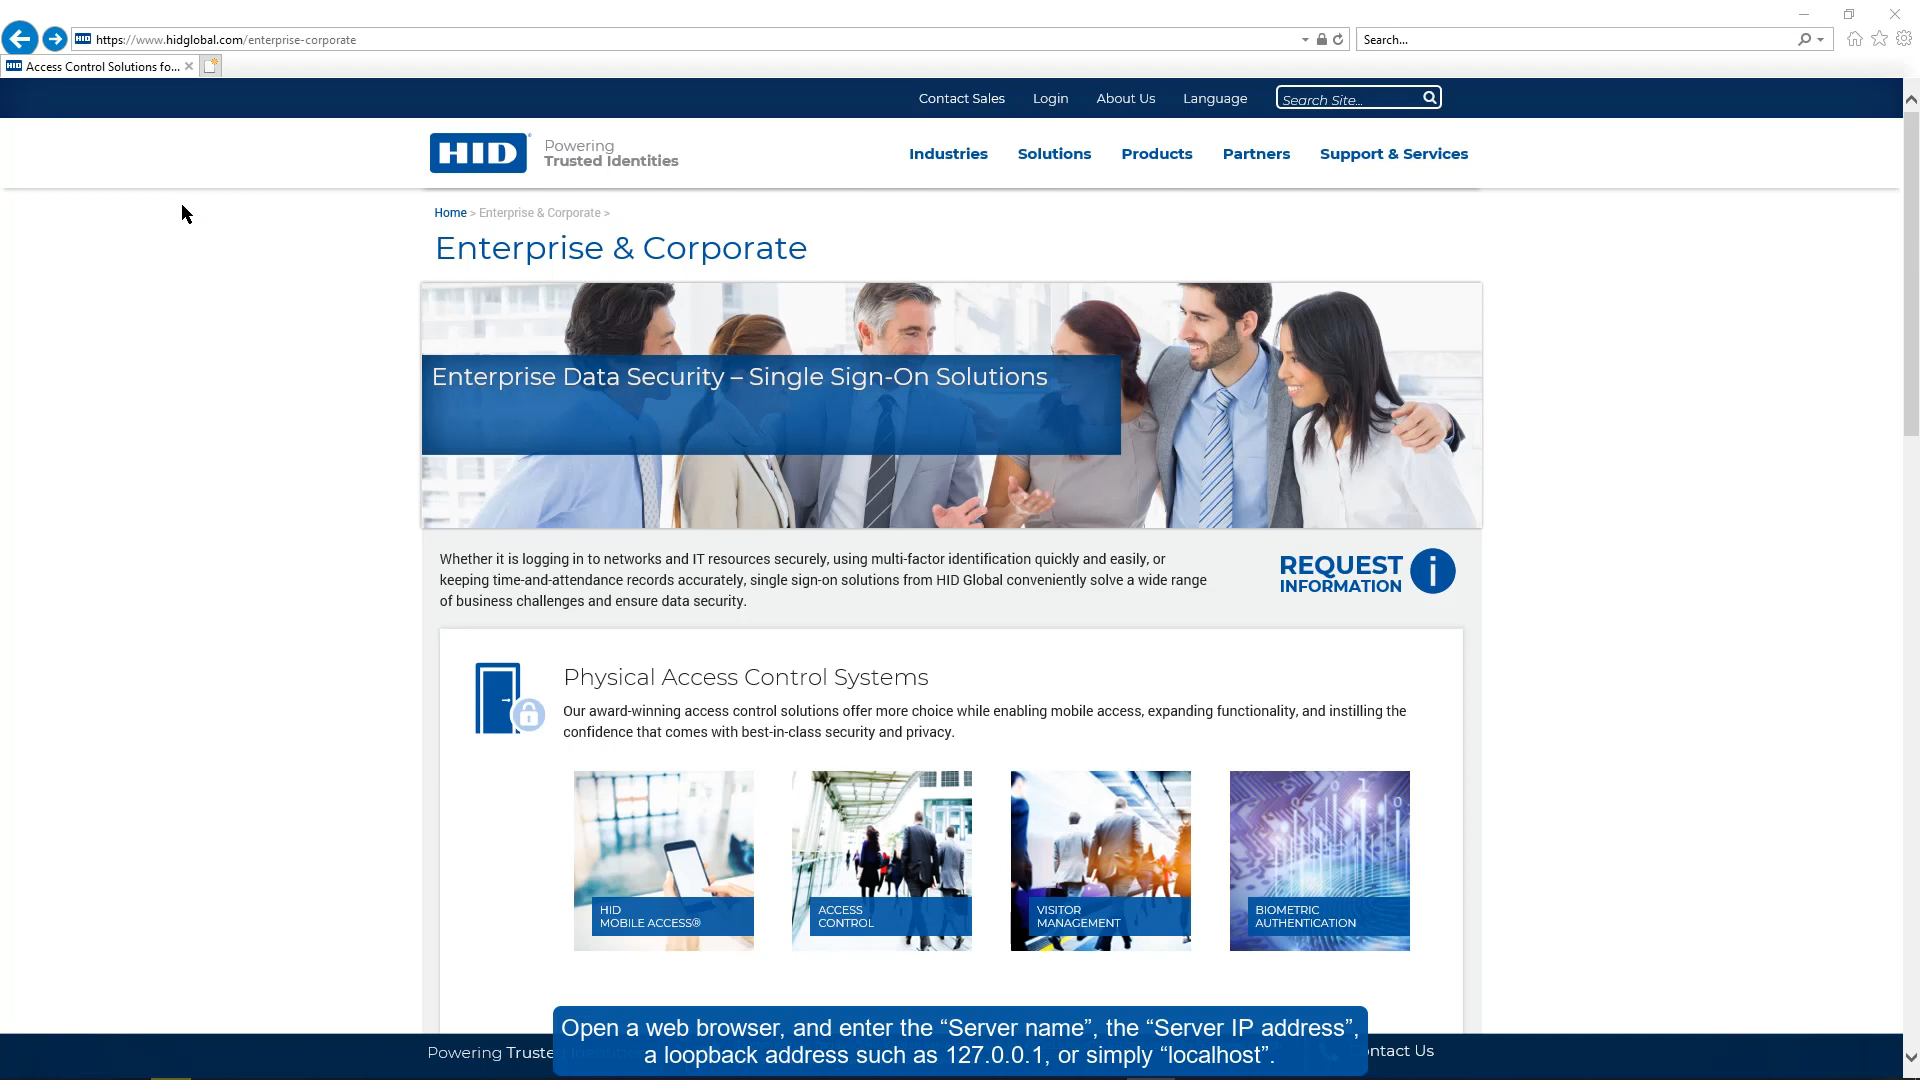 https://www.hidglobal.com/enterprise-corporate
Search...
HID Access Control Solutions fo...
Contact Sales Login About Us Language Search Site...
HID Powering
Trusted Identities
Industries Solutions Products Partners Support & Services
Home > Enterprise & Corporate >
Enterprise & Corporate
Enterprise Data Security – Single Sign-On Solutions
Whether it is logging in to networks and IT resources securely, using multi-factor identification quickly and easily, or
keeping time-and-attendance records accurately, single sign-on solutions from HID Global conveniently solve a wide range
of business challenges and ensure data security.
REQUEST
INFORMATION
Physical Access Control Systems
Our award-winning access control solutions offer more choice while enabling mobile access, expanding functionality, and instilling the
confidence that comes with best-in-class security and privacy.
HID
MOBILE ACCESS®
ACCESS
CONTROL
VISITOR
MANAGEMENT
BIOMETRIC
AUTHENTICATION
Open a web browser, and enter the “Server name”, the “Server IP address”,
a loopback address such as 127.0.0.1, or simply “localhost”.
Powering Truste
ntact Us